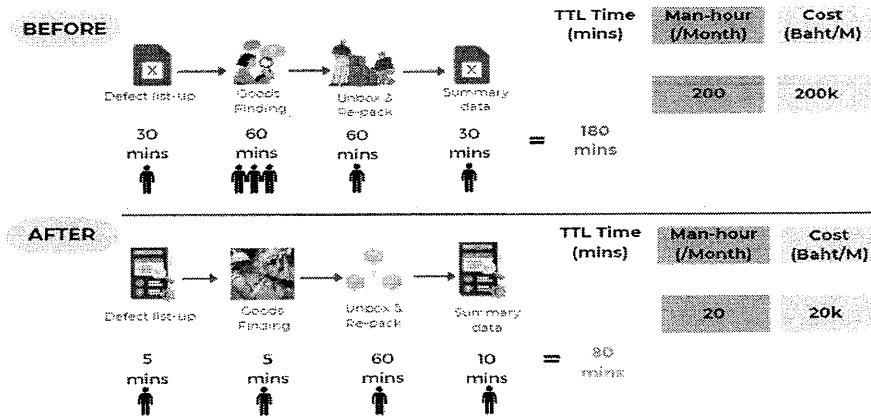 BEFORE
TTL Time
(mins)
Man-hour
(/Month)
Cost
(Baht/M)
X
X
Defect list-up
Goods
Finding
Unbox &
Re-pack
Summary
data
200
200k
30
mins
60
mins
60
mins
30
mins
=
180
mins
AFTER
TTL Time
(mins)
Man-hour
(/Month)
Cost
(Baht/M)
Defect list-up
Goods
Finding
Unbox &
Re-pack
Summary
data
20
20k
5
mins
5
mins
60
mins
10
mins
=
80
mins